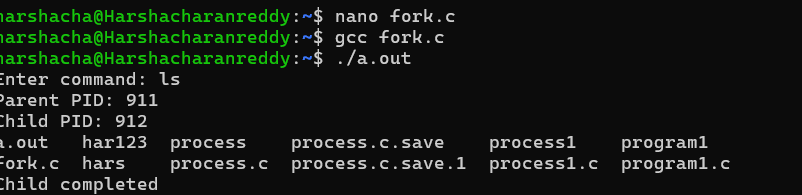 harshacha@Harshacharanreddy:~$ nano fork.c
harshacha@Harshacharanreddy:~$ gcc fork.c
harshacha@Harshacharanreddy:~$ ./a.out
Enter command: ls
Parent PID: 911
Child PID: 912
a.out har123 process process.c.save process1 program1
fork.c hars process.c process.c.save.1 process1.c program1.c
Child completed